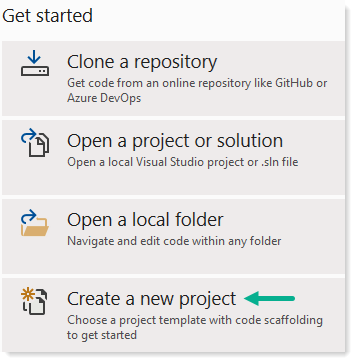 Get started
Clone a repository
Get code from an online repository like GitHub or
Azure DevOps
Open a project or solution
Open a local Visual Studio project or .sln file
Open a local folder
Navigate and edit code within any folder
Create a new project
Choose a project template with code scaffolding
to get started